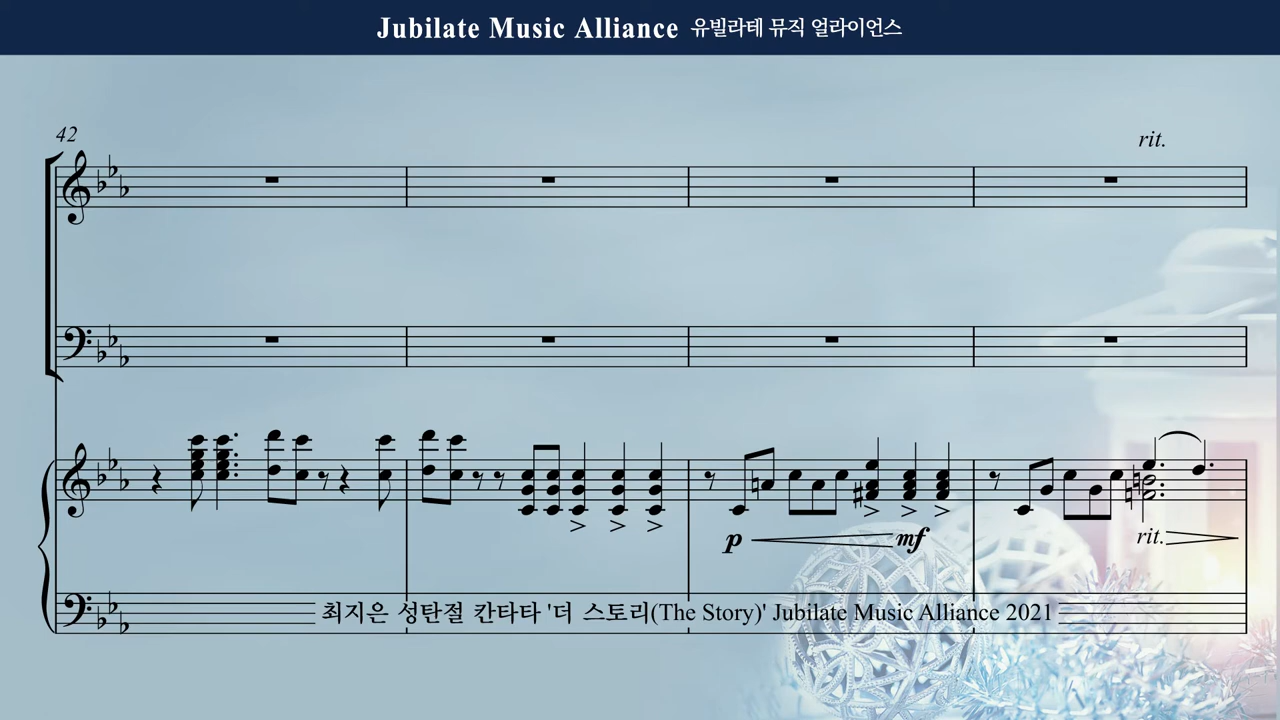 Jubilate Music Alliance 유빌라테 뮤직 얼라이언스
42
rit.
p mf
rit.
최지은 성탄절 칸타타 '더 스토리(The Story)' Jubilate Music Alliance 2021